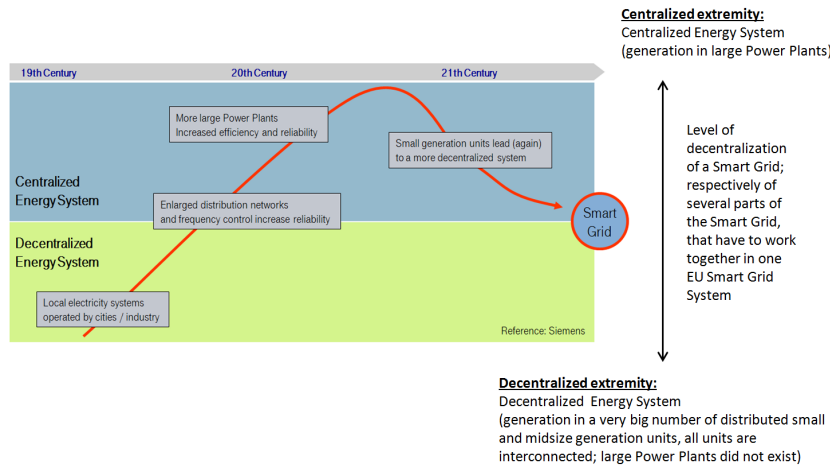 Centralized extremity:
Centralized Energy System
(generation in large Power Plants)
19th Century
20th Century
21th Century
More large Power Plants
Increased efficiency and reliability
Small generation units lead (again)
to a more decentralized system
Level of
decentralization
of a Smart Grid;
respectively of
several parts of
the Smart Grid,
that have to work
together in one
EU Smart Grid
System
Centralized
Energy System
Enlarged distribution networks
and frequency control increase reliability
Smart
Grid
Decentralized
Energy System
Local electricity systems
operated by cities / industry
Reference: Siemens
Decentralized extremity:
Decentralized Energy System
(generation in a very big number of distributed small
and midsize generation units, all units are
interconnected; large Power Plants did not exist)